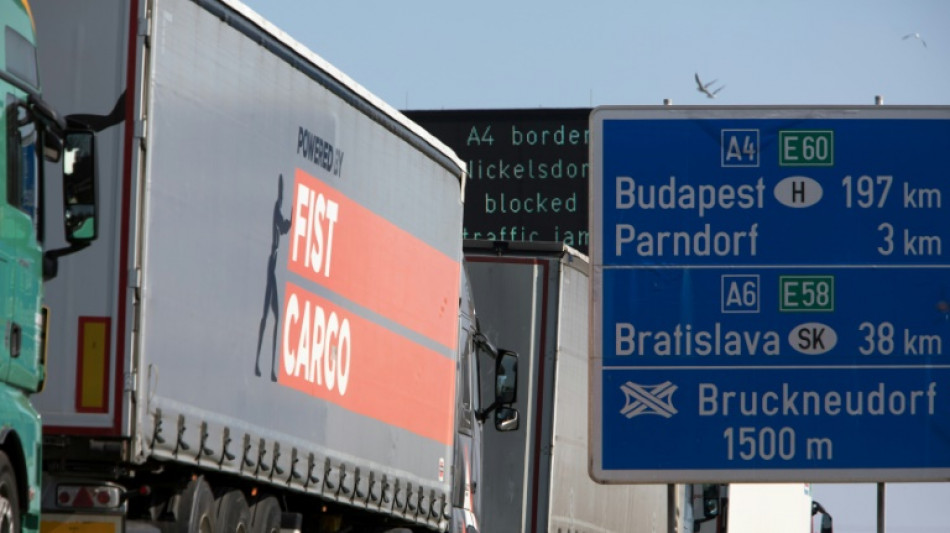 POWERED BY
FIST
CARGO
A4 border
Nickelsdor
blocked
traffic jam
A4 E60
Budapest H 197 km
Parndorf 3 km
A6 E58
Bratislava SK 38 km
Bruckneudorf
1500 m